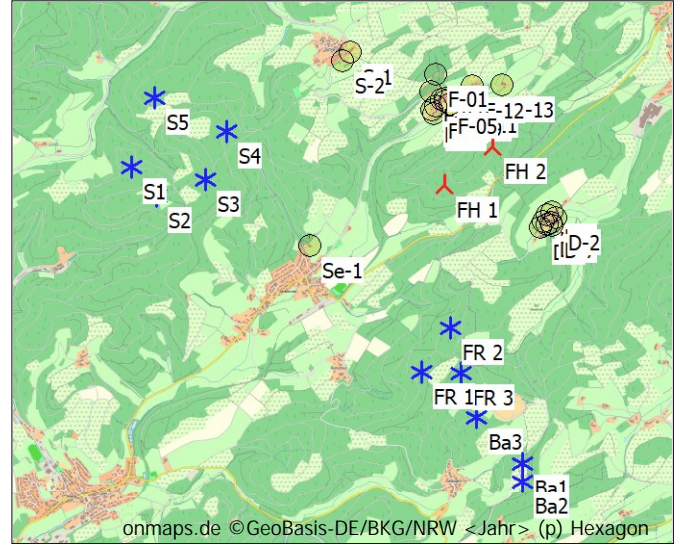 S-2
F-01
F-12-13
FF-05
S5
S4
FH 2
S1
S3
FH 1
S2
D-2
Se-1
FR 2
FR 1
FR 3
Ba3
Ba1
Ba2
onmaps.de ©GeoBasis-DE/BKG/NRW <Jahr> (p) Hexagon